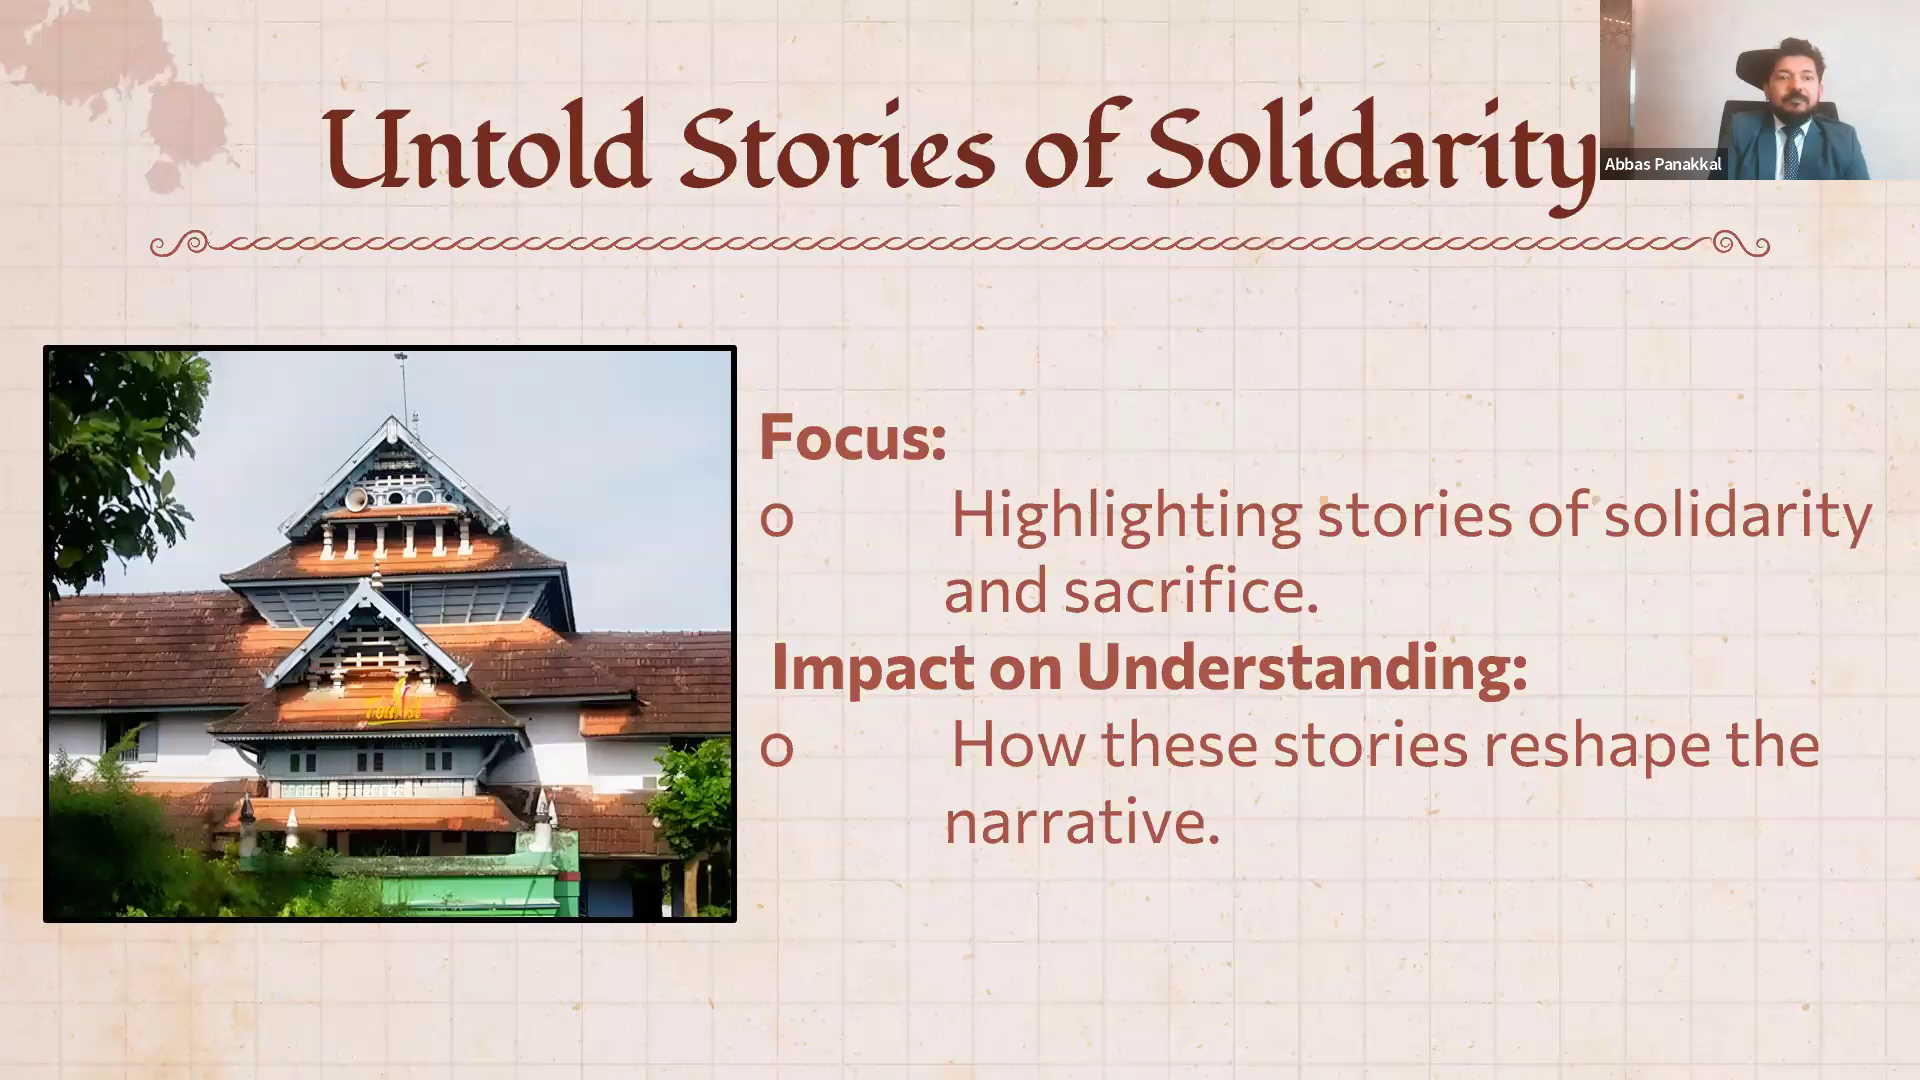 Untold Stories of Solidarity
Abbas Panakkal
Focus:
o Highlighting stories of solidarity
and sacrifice.
Impact on Understanding:
o How these stories reshape the
narrative.
Tourist